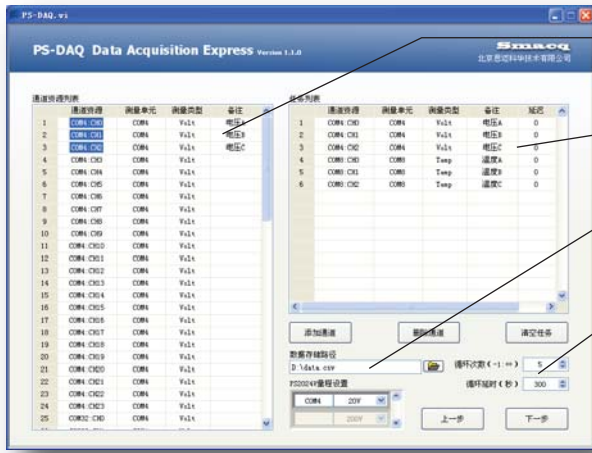 PS-DAQ.vi
PS-DAQ Data Acquisition Express Version 1.1.0
Smacq
北京思迈科华技术有限公司
通道资源列表
通道资源 测量单元 测量类型 备注
1 COM4:CH0 COM4 Volt 电压A
2 COM4:CH1 COM4 Volt 电压B
3 COM4:CH2 COM4 Volt 电压C
4 COM4:CH3 COM4 Volt
5 COM4:CH4 COM4 Volt
6 COM4:CH5 COM4 Volt
7 COM4:CH6 COM4 Volt
8 COM4:CH7 COM4 Volt
9 COM4:CH8 COM4 Volt
10 COM4:CH9 COM4 Volt
11 COM4:CH10 COM4 Volt
12 COM4:CH11 COM4 Volt
13 COM4:CH12 COM4 Volt
14 COM4:CH13 COM4 Volt
15 COM4:CH14 COM4 Volt
16 COM4:CH15 COM4 Volt
17 COM4:CH16 COM4 Volt
18 COM4:CH17 COM4 Volt
19 COM4:CH18 COM4 Volt
20 COM4:CH19 COM4 Volt
21 COM4:CH20 COM4 Volt
22 COM4:CH21 COM4 Volt
23 COM4:CH22 COM4 Volt
24 COM4:CH23 COM4 Volt
25 COM32:CH0 COM4 Volt
任务列表
通道资源 测量单元 测量类型 备注 延迟
1 COM4:CH0 COM4 Volt 电压A 0
2 COM4:CH1 COM4 Volt 电压B 0
3 COM4:CH2 COM4 Volt 电压C 0
4 COM8:CH0 COM8 Temp 温度A 0
5 COM8:CH1 COM8 Temp 温度B 0
6 COM8:CH2 COM8 Temp 温度C 0
添加通道 删除通道 清空任务
数据存储路径
D:\data.csv
循环次数(-1:∞) 5
PS2024V量程设置
循环延时(秒) 300
COM4 20V
200V
上一步 下一步